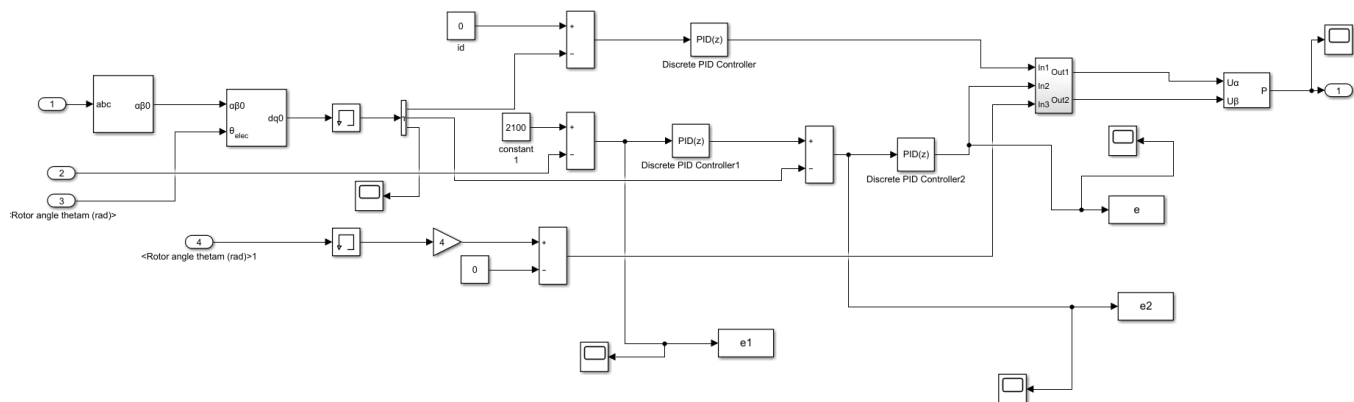 0
+
−
id
PID(z)
Discrete PID Controller
In1
Out1
In2
In3
Out2
Uα
Uβ
P
1
1
abc
αβ0
αβ0
θelec
dq0
2100
constant
1
+
−
PID(z)
Discrete PID Controller1
+
−
PID(z)
Discrete PID Controller2
2
3
:Rotor angle thetam (rad)>
e
4
<Rotor angle thetam (rad)>1
4
0
+
−
e2
e1